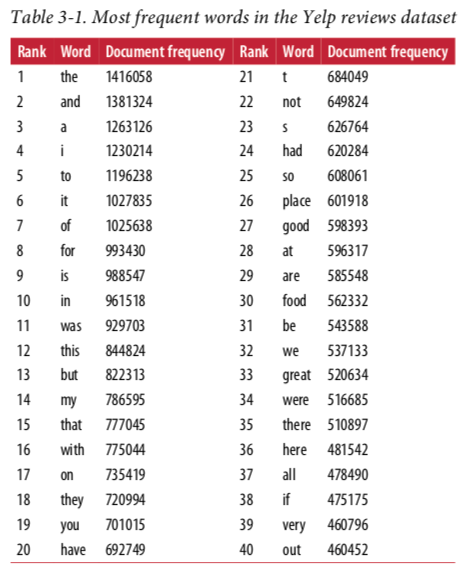 Table 3-1. Most frequent words in the Yelp reviews dataset
Rank Word Document frequency Rank Word Document frequency
1 the 1416058 21 t 684049
2 and 1381324 22 not 649824
3 a 1263126 23 s 626764
4 i 1230214 24 had 620284
5 to 1196238 25 so 608061
6 it 1027835 26 place 601918
7 of 1025638 27 good 598393
8 for 993430 28 at 596317
9 is 988547 29 are 585548
10 in 961518 30 food 562332
11 was 929703 31 be 543588
12 this 844824 32 we 537133
13 but 822313 33 great 520634
14 my 786595 34 were 516685
15 that 777045 35 there 510897
16 with 775044 36 here 481542
17 on 735419 37 all 478490
18 they 720994 38 if 475175
19 you 701015 39 very 460796
20 have 692749 40 out 460452